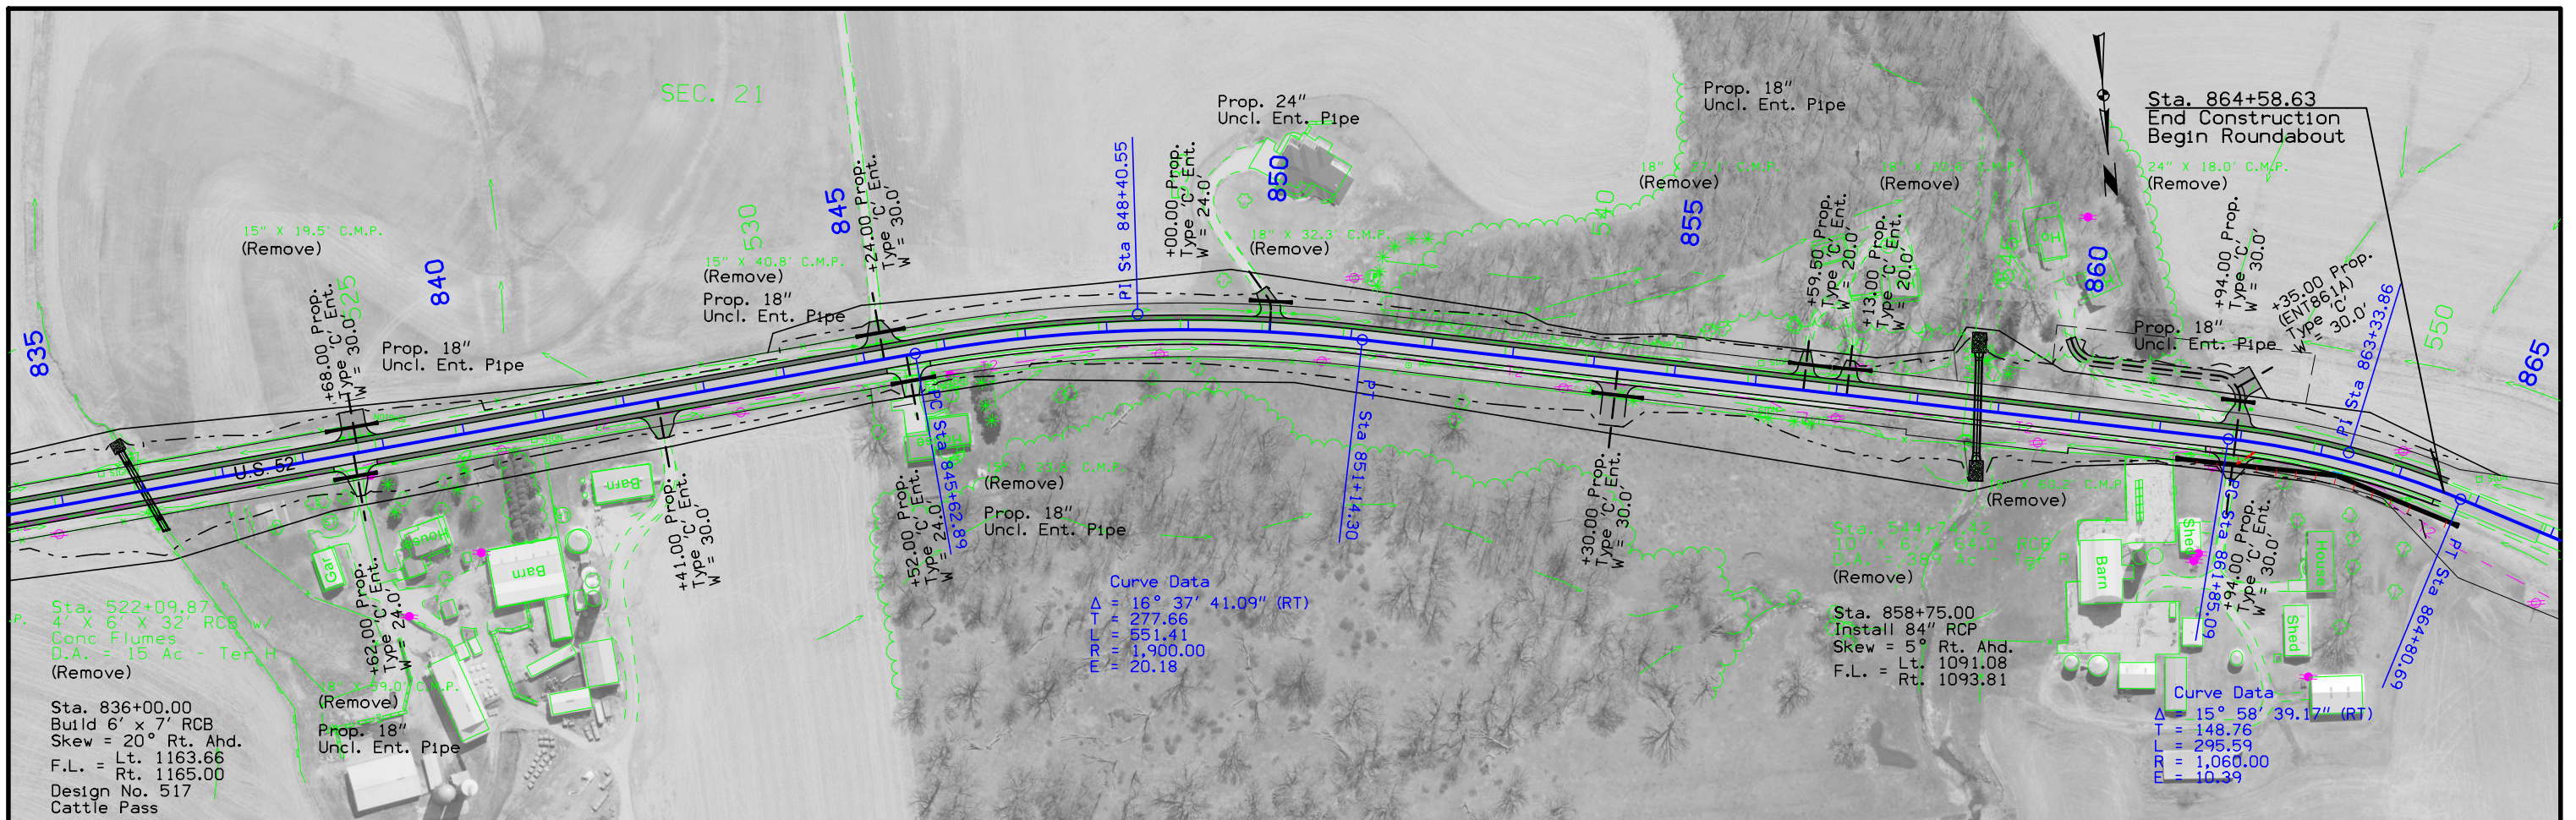 SEC. 21
835
840
845
850
855
860
865
525
530
540
545
550
U.S. 52
15" X 19.5' C.M.P.
(Remove)
+68.00 Prop.
Type 'C' Ent.
W = 30.0'
Prop. 18"
Uncl. Ent. Pipe
15" X 40.8' C.M.P.
(Remove)
Prop. 18"
Uncl. Ent. Pipe
+24.00 Prop.
Type 'C' Ent.
W = 30.0'
PI Sta 848+40.55
+00.00 Prop.
Type 'C' Ent.
W = 24.0'
Prop. 24"
Uncl. Ent. Pipe
18" X 32.3' C.M.P.
(Remove)
Prop. 18"
Uncl. Ent. Pipe
(Remove)
(Remove)
+59.50 Prop.
Type 'C' Ent.
W = 20.0'
+13.00 Prop.
Type 'C' Ent.
W = 20.0'
Sta. 864+58.63
End Construction
Begin Roundabout
24" X 18.0' C.M.P.
(Remove)
+94.00 Prop.
Type 'C' Ent.
W = 30.0'
+35.00 Prop.
(ENT861A)
Type 'C'
W = 30.0'
Prop. 18"
Uncl. Ent. Pipe
PI Sta 863+33.86
Gar
House
Barn
Barn
+62.00 Prop.
Type 'C' Ent.
W = 24.0'
+41.00 Prop.
Type 'C' Ent.
W = 30.0'
Sta. 522+09.87
4' X 6' X 32' RCB w/
Conc Flumes
D.A. = 15 Ac - Ter H
(Remove)
Sta. 836+00.00
Build 6' x 7' RCB
Skew = 20° Rt. Ahd.
F.L. = Lt. 1163.66
Rt. 1165.00
Design No. 517
Cattle Pass
(Remove)
Prop. 18"
Uncl. Ent. Pipe
PC Sta 845+62.89
+52.00 Prop.
Type 'C' Ent.
W = 24.0'
(Remove)
Prop. 18"
Uncl. Ent. Pipe
Curve Data
Δ = 16° 37' 41.09" (RT)
T = 277.66
L = 551.41
R = 1,900.00
E = 20.18
PT Sta 851+14.30
+30.00 Prop.
Type 'C' Ent.
W = 30.0'
(Remove)
(Remove)
Sta. 858+75.00
Install 84" RCP
Skew = 5° Rt. Ahd.
F.L. = Lt. 1091.08
Rt. 1093.81
Barn
Shed
House
Shed
PC Sta 861+85.09
+94.00 Prop.
Type 'C' Ent.
W = 30.0'
PT Sta 864+80.69
Curve Data
Δ = 15° 58' 39.17" (RT)
T = 148.76
L = 295.59
R = 1,060.00
E = 10.39